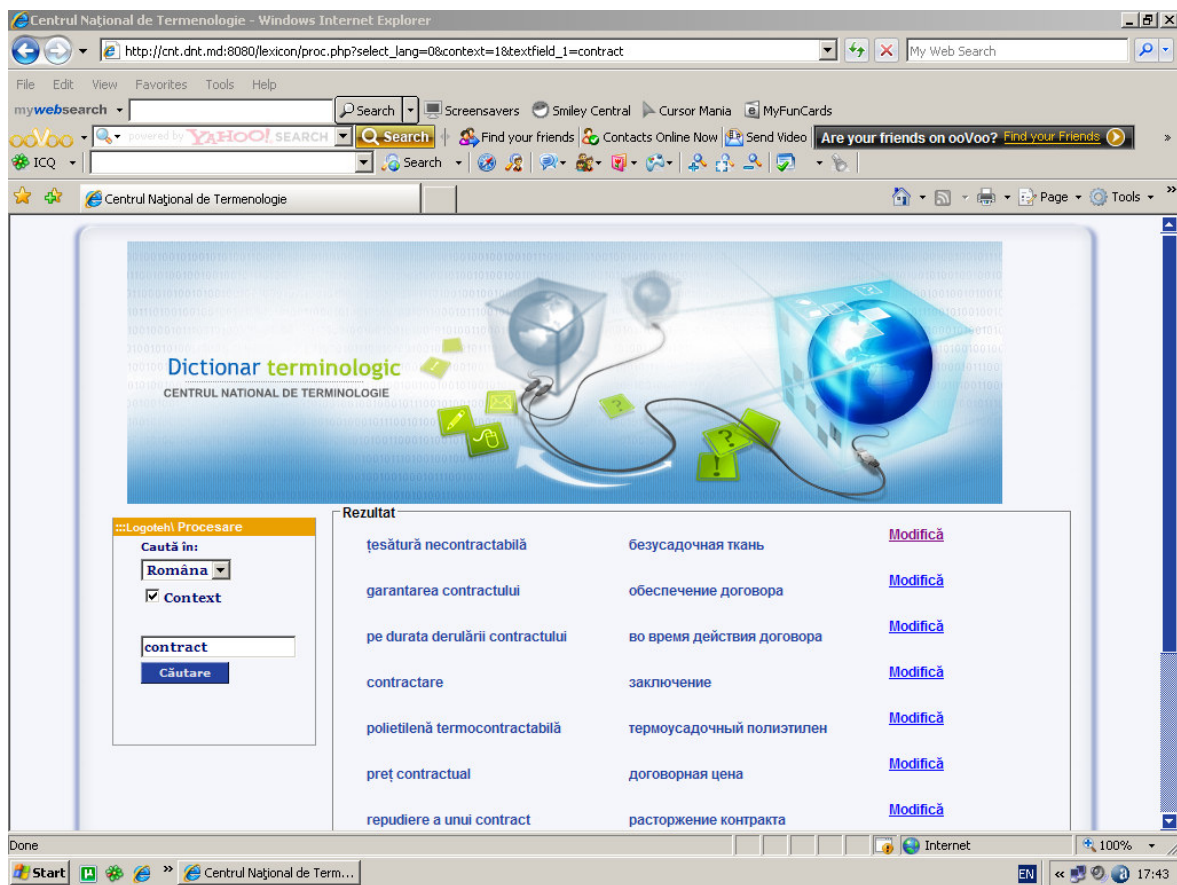 Centrul Național de Termenologie - Windows Internet Explorer
http://cnt.dnt.md:8080/lexicon/proc.php?select_lang=0&context=1&textfield_1=contract
My Web Search
File Edit View Favorites Tools Help
mywebsearch Search Screensavers Smiley Central Cursor Mania MyFunCards
ooVoo powered by YAHOO! SEARCH Search Find your friends Contacts Online Now Send Video Are your friends on ooVoo? Find your Friends »
ICQ Search
Centrul Național de Termenologie Page Tools »
Dictionar terminologic
CENTRUL NATIONAL DE TERMINOLOGIE
:::Logoteh\ Procesare
Caută în:
Româna
Context
contract
Căutare
Rezultat
țesătură necontractabilă безусадочная ткань Modifică
garantarea contractului обеспечение договора Modifică
pe durata derulării contractului во время действия договора Modifică
contractare заключение Modifică
polietilenă termocontractabilă термоусадочный полиэтилен Modifică
preț contractual договорная цена Modifică
repudiere a unui contract расторжение контракта Modifică
Done Internet 100%
Start » Centrul Național de Term... EN « 17:43